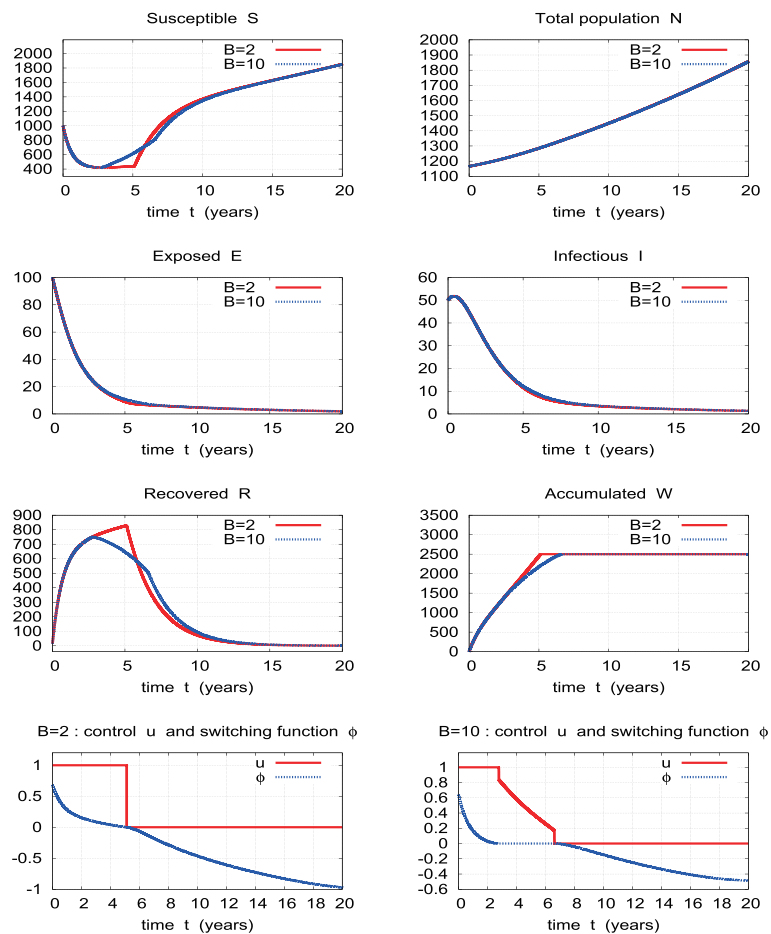 Susceptible S
B=2
B=10
2000
1800
1600
1400
1200
1000
800
600
400
0 5 10 15 20
time t (years)
Total population N
B=2
B=10
2000
1900
1800
1700
1600
1500
1400
1300
1200
1100
0 5 10 15 20
time t (years)
Exposed E
B=2
B=10
100
80
60
40
20
0
0 5 10 15 20
time t (years)
Infectious I
B=2
B=10
60
50
40
30
20
10
0
0 5 10 15 20
time t (years)
Recovered R
B=2
B=10
900
800
700
600
500
400
300
200
100
0
0 5 10 15 20
time t (years)
Accumulated W
B=2
B=10
3500
3000
2500
2000
1500
1000
500
0
0 5 10 15 20
time t (years)
B=2 : control u and switching function ϕ
u
ϕ
1
0.5
0
-0.5
1
0 2 4 6 8 10 12 14 16 18 20
time t (years)
B=10 : control u and switching function ϕ
u
ϕ
1
0.8
0.6
0.4
0.2
0
-0.2
-0.4
-0.6
0 2 4 6 8 10 12 14 16 18 20
time t (years)